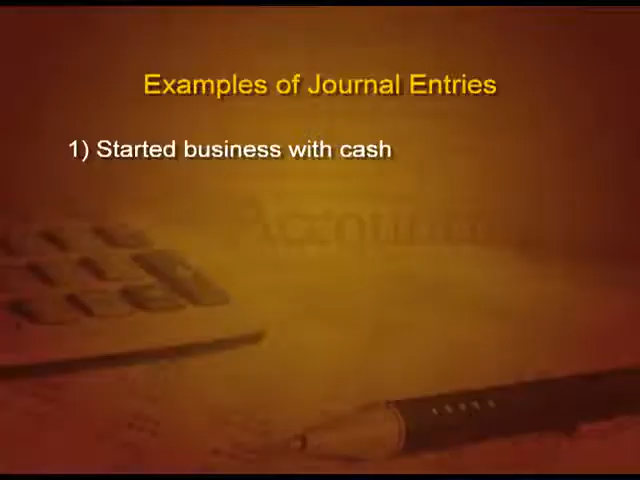 Examples of Journal Entries
1) Started business with cash